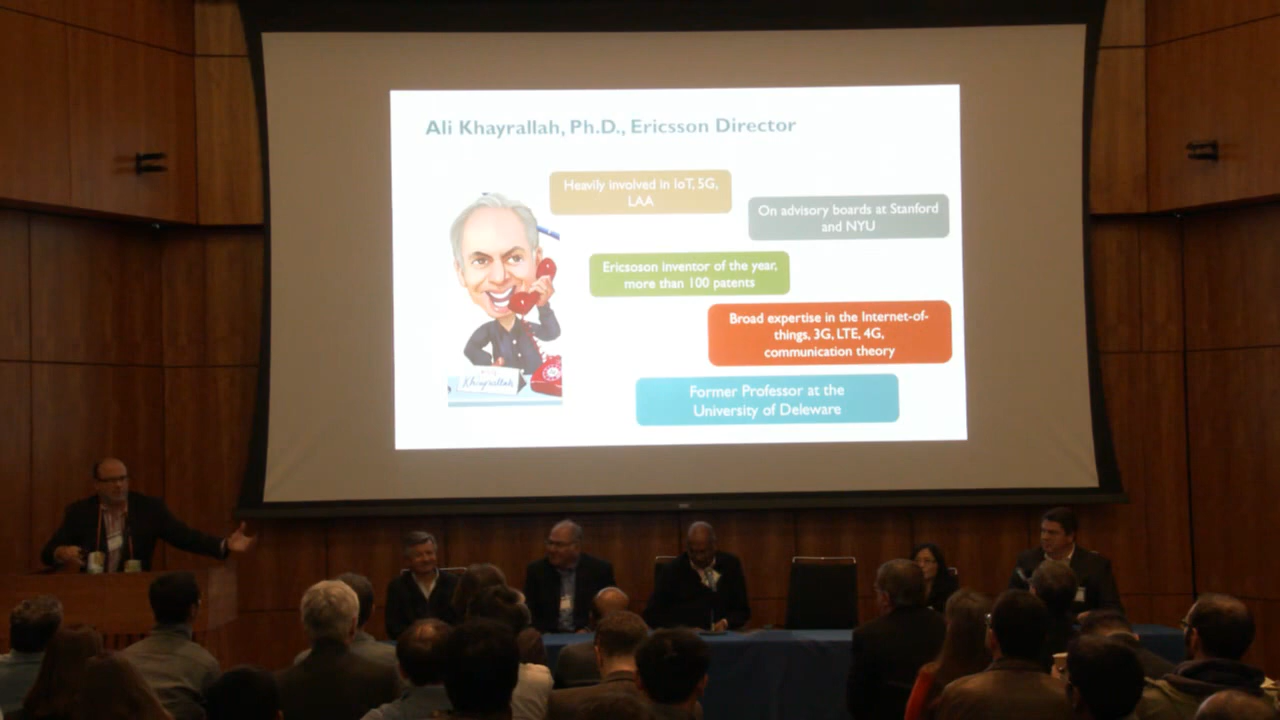 Ali Khayrallah, Ph.D., Ericsson Director
Heavily involved in IoT, 5G,
LAA
On advisory boards at Stanford
and NYU
Ericsoson inventor of the year,
more than 100 patents
Broad expertise in the Internet-of-
things, 3G, LTE, 4G,
communication theory
Khayrallah
Former Professor at the
University of Deleware